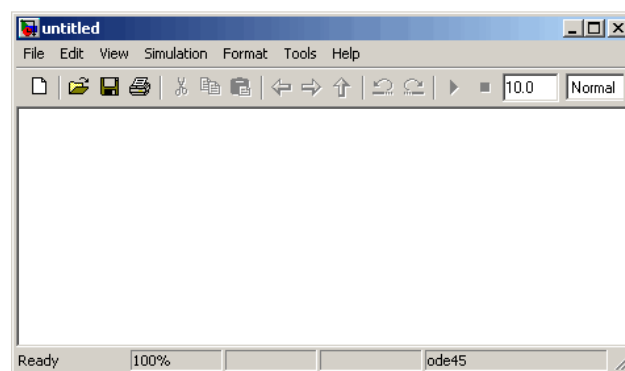 untitled
File Edit View Simulation Format Tools Help
10.0 Normal
Ready 100% ode45